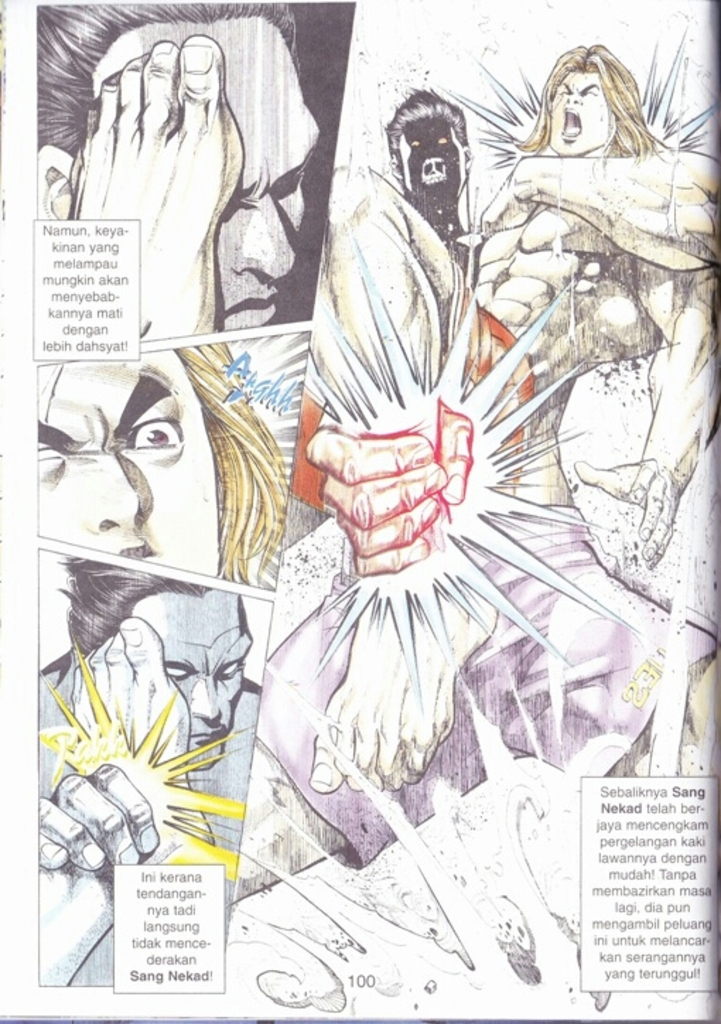 Namun, keya-
kinan yang
melampau
mungkin akan
menyebab-
kannya mati
dengan
lebih dahsyat!
Arghh
Pakk
Ini kerana
tendangan-
nya tadi
langsung
tidak mence-
derakan
Sang Nekad!
Sebaliknya Sang
Nekad telah ber-
jaya mencengkam
pergelangan kaki
lawannya dengan
mudah! Tanpa
membazirkan masa
lagi, dia pun
mengambil peluang
ini untuk melancar-
kan serangannya
yang terunggul!
100